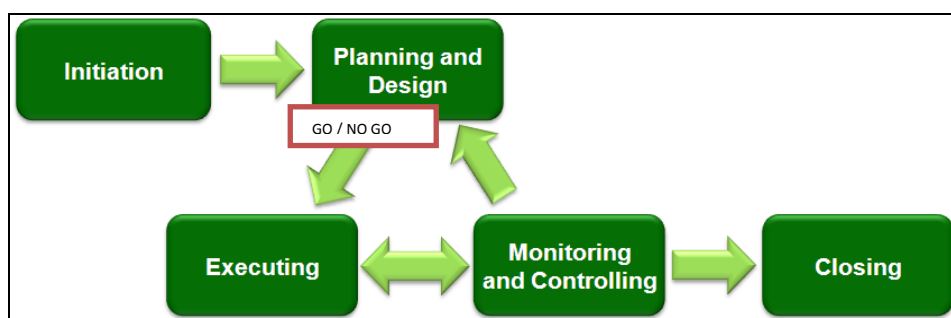 Initiation
Planning and
Design
GO / NO GO
Executing
Monitoring
and Controlling
Closing